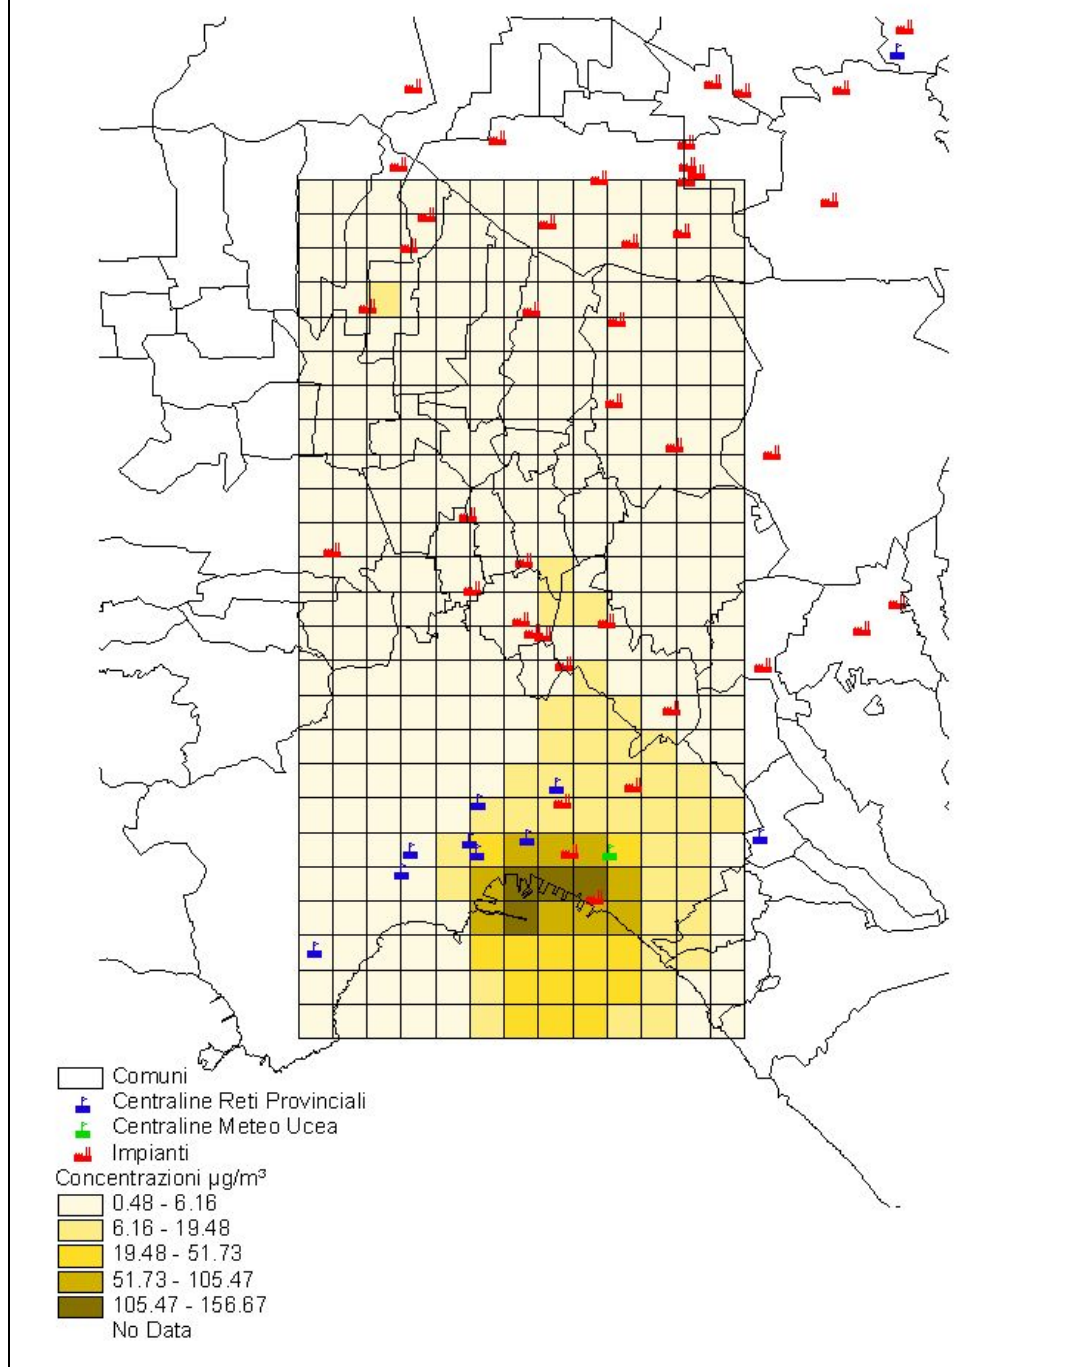 Comuni
Centraline Reti Provinciali
Centraline Meteo Ucea
Impianti
Concentrazioni µg/m³
0.48 - 6.16
6.16 - 19.48
19.48 - 51.73
51.73 - 105.47
105.47 - 156.67
No Data